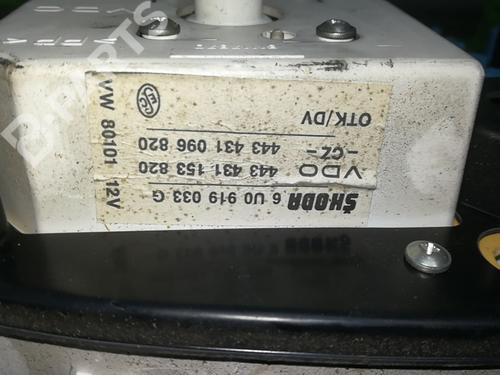 ŠKODA 6 U0 919 033 G
VDO 443 431 153 820
-CZ- 443 431 096 820
OTK/DV
VW 80101 12V
B-PARTS